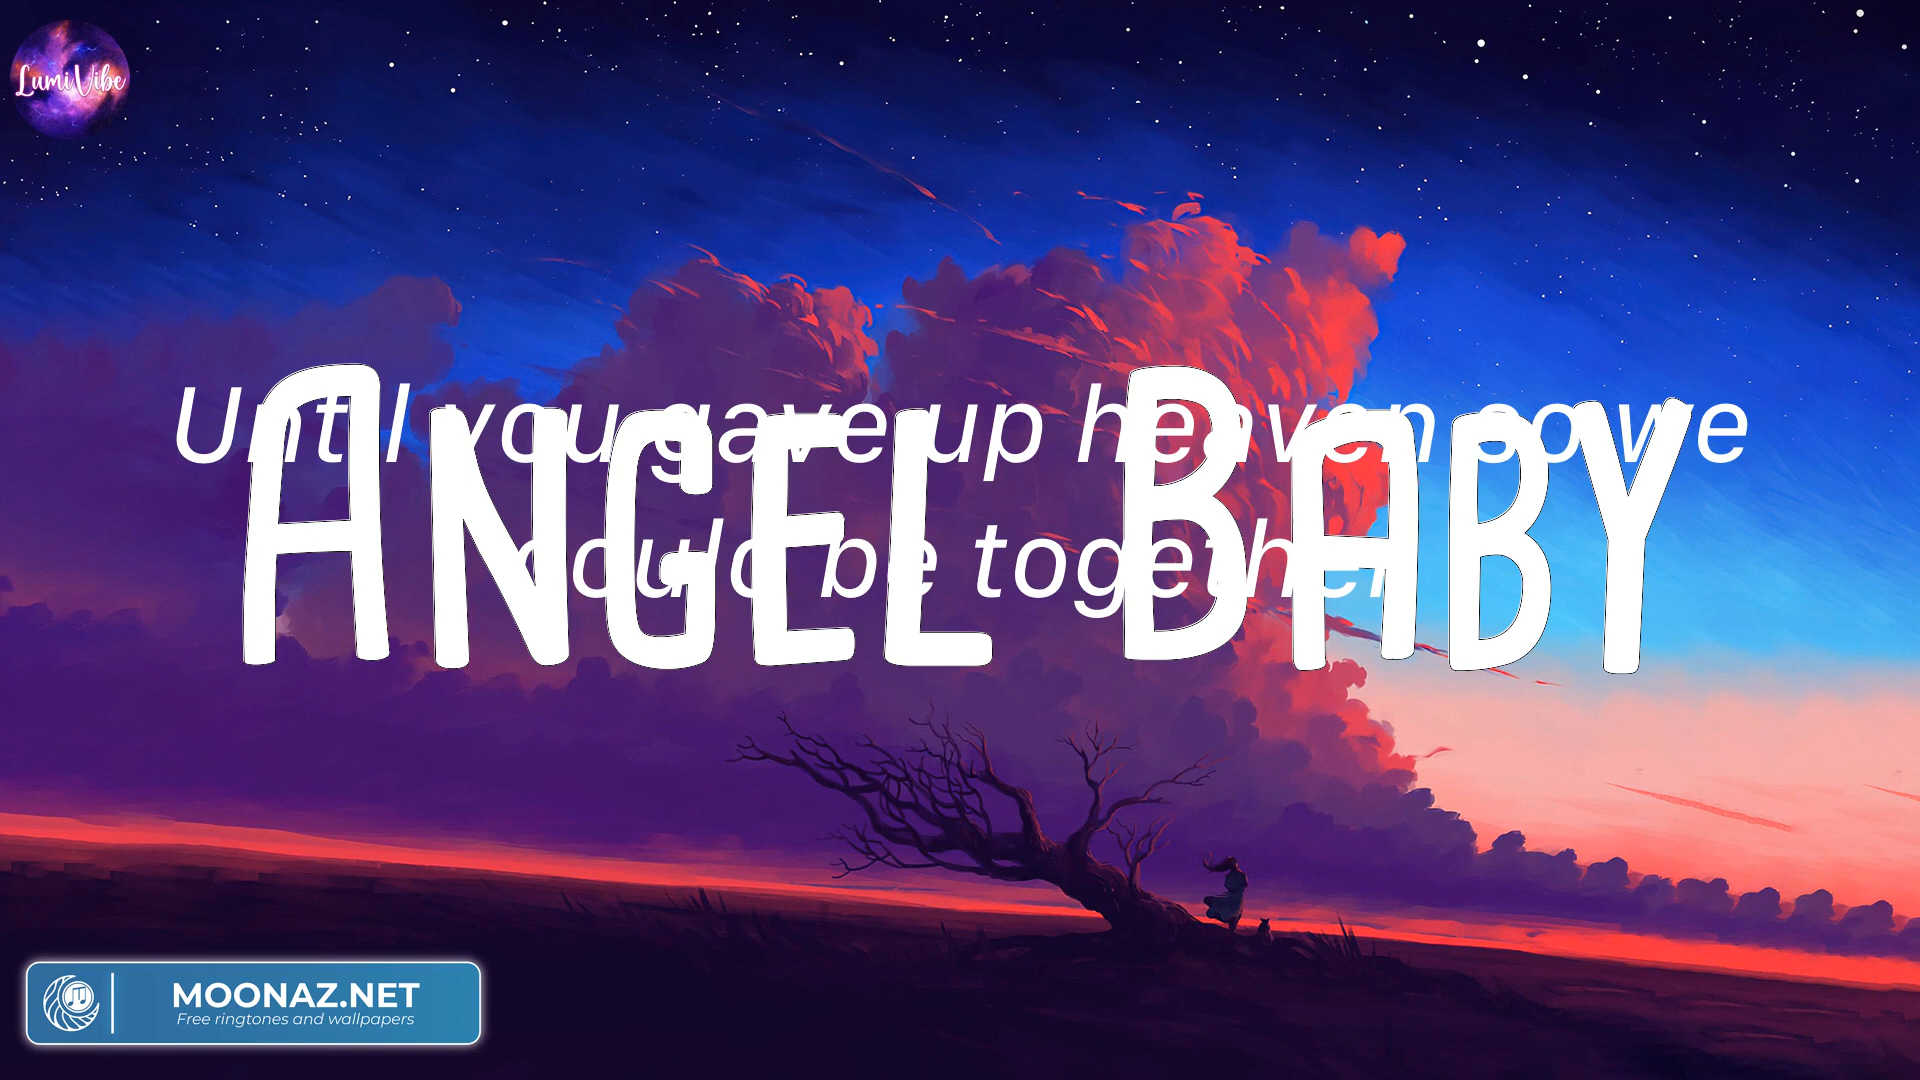 LumiVibe
Until you gave up heaven so we
could be together
ANGEL BABY
MOONAZ.NET
Free ringtones and wallpapers